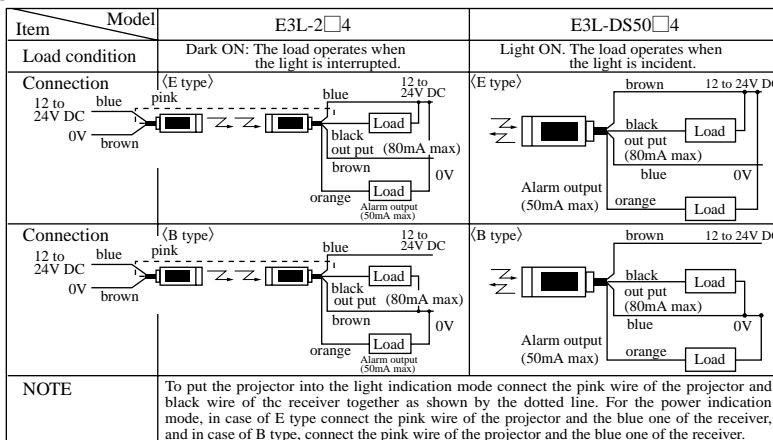 Item Model E3L-2□4 E3L-DS50□4
Load condition Dark ON: The load operates when the light is interrupted. Light ON. The load operates when the light is incident.
Connection
〈E type〉
12 to 24V DC
blue
pink
0V
brown
blue
12 to 24V DC
Load
black
out put (80mA max)
brown
0V
orange
Load
Alarm output
(50mA max)
〈E type〉
brown
12 to 24V DC
black
Load
out put
(80mA max)
blue
0V
Alarm output
(50mA max)
orange
Load
Connection
〈B type〉
12 to 24V DC
blue
pink
0V
brown
blue
12 to 24V DC
Load
black
out put (80mA max)
brown
0V
orange
Load
Alarm output
(50mA max)
〈B type〉
brown
12 to 24V DC
black
Load
out put
(80mA max)
blue
0V
Alarm output
(50mA max)
orange
Load
NOTE
To put the projector into the light indication mode connect the pink wire of the projector and
black wire of thc receiver together as shown by the dotted line. For the power indication
mode, in case of E type connect the pink wire of the projector and the blue one of the receiver,
and in case of B type, connect the pink wire of the projector and the blue one of the receiver.